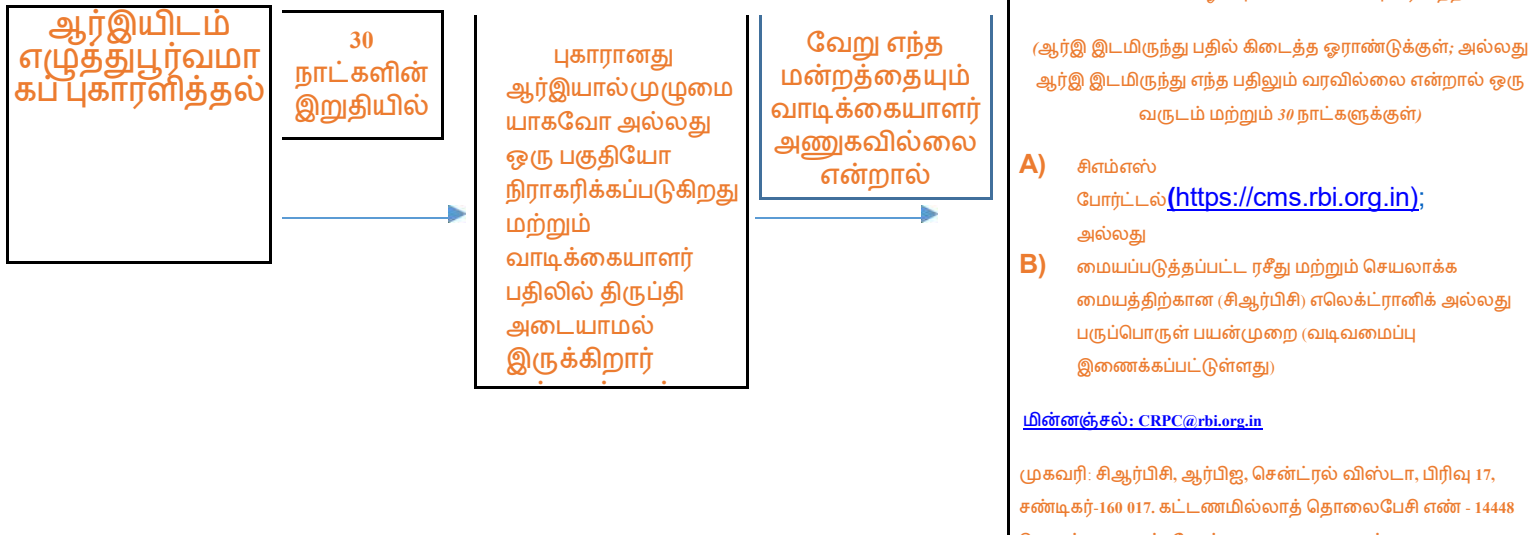 ஆர்இயிடம்
எழுத்துபூர்வமா
கப் புகாரளித்தல்
30
நாட்களின்
இறுதியில்
புகாரானது
ஆர்இயால்முழுமை
யாகவோ அல்லது
ஒரு பகுதியோ
நிராகரிக்கப்படுகிறது
மற்றும்
வாடிக்கையாளர்
பதிலில் திருப்தி
அடையாமல்
இருக்கிறார்
வேறு எந்த
மன்றத்தையும்
வாடிக்கையாளர்
அணுகவில்லை
என்றால்
(ஆர்இ இடமிருந்து பதில் கிடைத்த ஓராண்டுக்குள்; அல்லது
ஆர்இ இடமிருந்து எந்த பதிலும் வரவில்லை என்றால் ஒரு
வருடம் மற்றும் 30 நாட்களுக்குள்)
A) சிஎம்எஸ்
போர்ட்டல்(https://cms.rbi.org.in);
அல்லது
B) மையப்படுத்தப்பட்ட ரசீது மற்றும் செயலாக்க
மையத்திற்கான (சிஆர்பிசி) எலெக்ட்ரானிக் அல்லது
பருப்பொருள் பயன்முறை (வடிவமைப்பு
இணைக்கப்பட்டுள்ளது)
மின்னஞ்சல்: CRPC@rbi.org.in
முகவரி: சிஆர்பிசி, ஆர்பிஐ, சென்ட்ரல் விஸ்டா, பிரிவு 17,
சண்டிகர்-160 017. கட்டணமில்லாத் தொலைபேசி எண் - 14448